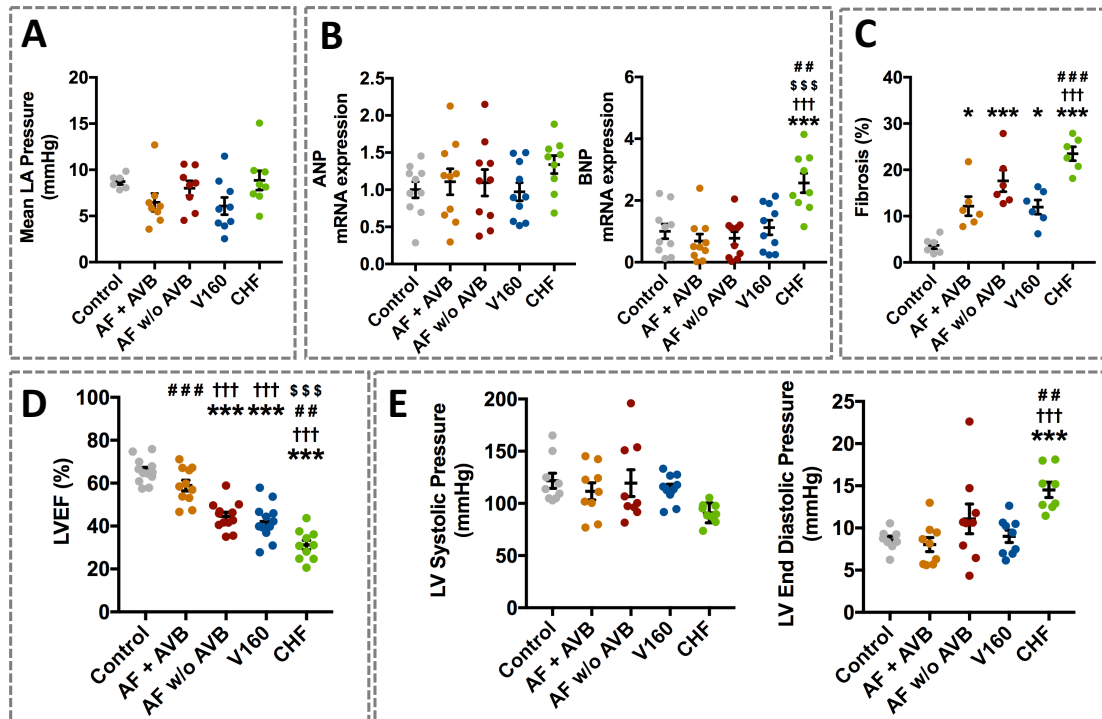 A
Mean LA Pressure
(mmHg)
20
15
10
5
0
Control
AF + AVB
AF w/o AVB
V160
CHF
B
ANP
mRNA expression
2.5
2.0
1.5
1.0
0.5
0.0
Control
AF + AVB
AF w/o AVB
V160
CHF
BNP
mRNA expression
6
4
2
0
##
$$$
†††
***
Control
AF + AVB
AF w/o AVB
V160
CHF
C
Fibrosis (%)
40
30
20
10
0
* *** * ###
†††
***
Control
AF + AVB
AF w/o AVB
V160
CHF
D
LVEF (%)
100
80
60
40
20
0
### ††† ††† $$$
*** *** ##
†††
***
Control
AF + AVB
AF w/o AVB
V160
CHF
E
LV Systolic Pressure
(mmHg)
200
150
100
50
0
Control
AF + AVB
AF w/o AVB
V160
CHF
LV End Diastolic Pressure
(mmHg)
25
20
15
10
5
0
##
†††
***
Control
AF + AVB
AF w/o AVB
V160
CHF